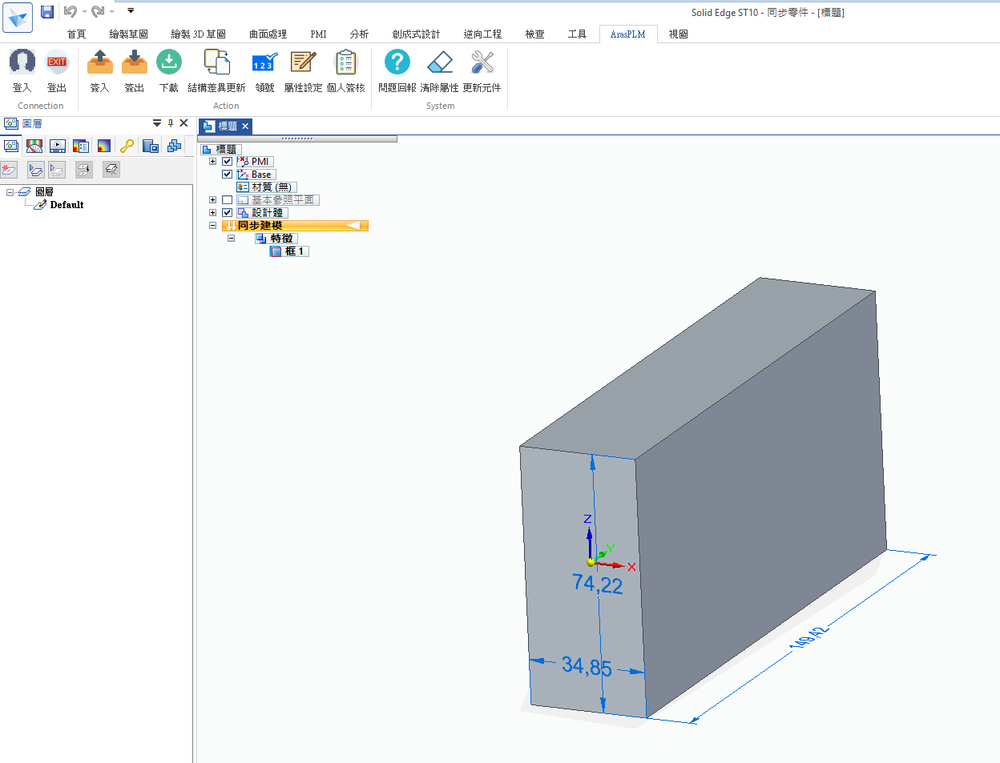 Solid Edge ST10 - 同步零件 - [標題]
首頁 繪製草圖 繪製 3D 草圖 曲面處理 PMI 分析 創成式設計 逆向工程 檢查 工具 ArasPLM 視圖
EXIT 1 2 3 ?
登入 登出 簽入 簽出 下載 結構差異更新 領號 屬性設定 個人簽核 問題回報 清除屬性 更新元件
Connection Action System
圖層
標題
標題
PMI
Base
材質 (無)
基本參照平面
設計體
同步建模
特徵
框 1
圖層
Default
Z
Y
X
74,22
34,85
149,42